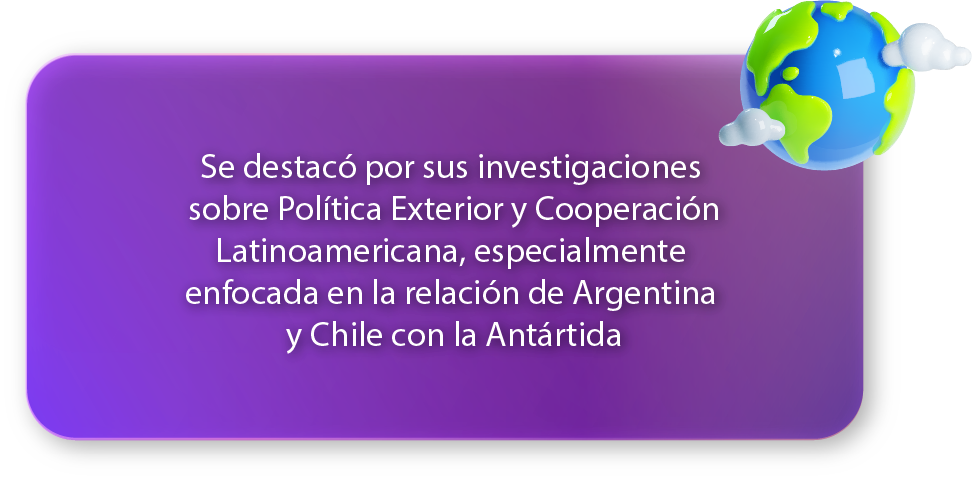 Se destacó por sus investigaciones
sobre Política Exterior y Cooperación
Latinoamericana, especialmente
enfocada en la relación de Argentina
y Chile con la Antártida